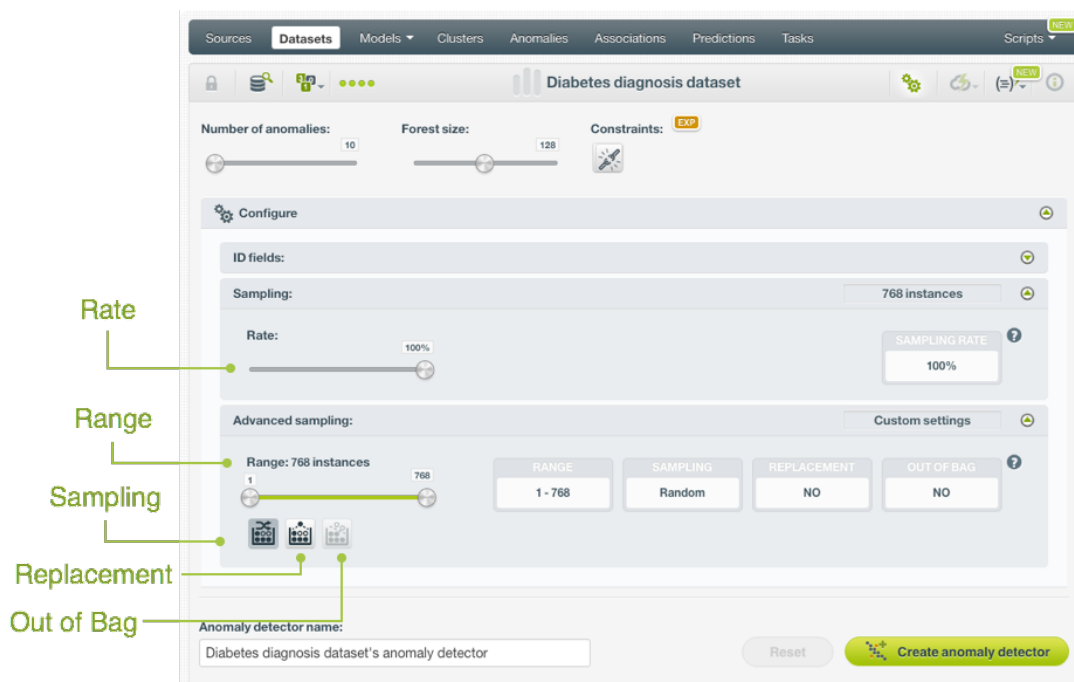 NEW
Sources Datasets Models Clusters Anomalies Associations Predictions Tasks Scripts
Diabetes diagnosis dataset
NEW
Number of anomalies: Forest size: Constraints: EXP
10 128
Configure
ID fields:
Sampling: 768 instances
Rate
Rate:
100%
SAMPLING RATE
100%
Range
Advanced sampling: Custom settings
Range: 768 instances
1 768
RANGE SAMPLING REPLACEMENT OUT OF BAG
1 - 768 Random NO NO
Sampling
Replacement
Out of Bag
Anomaly detector name:
Diabetes diagnosis dataset's anomaly detector
Reset
Create anomaly detector